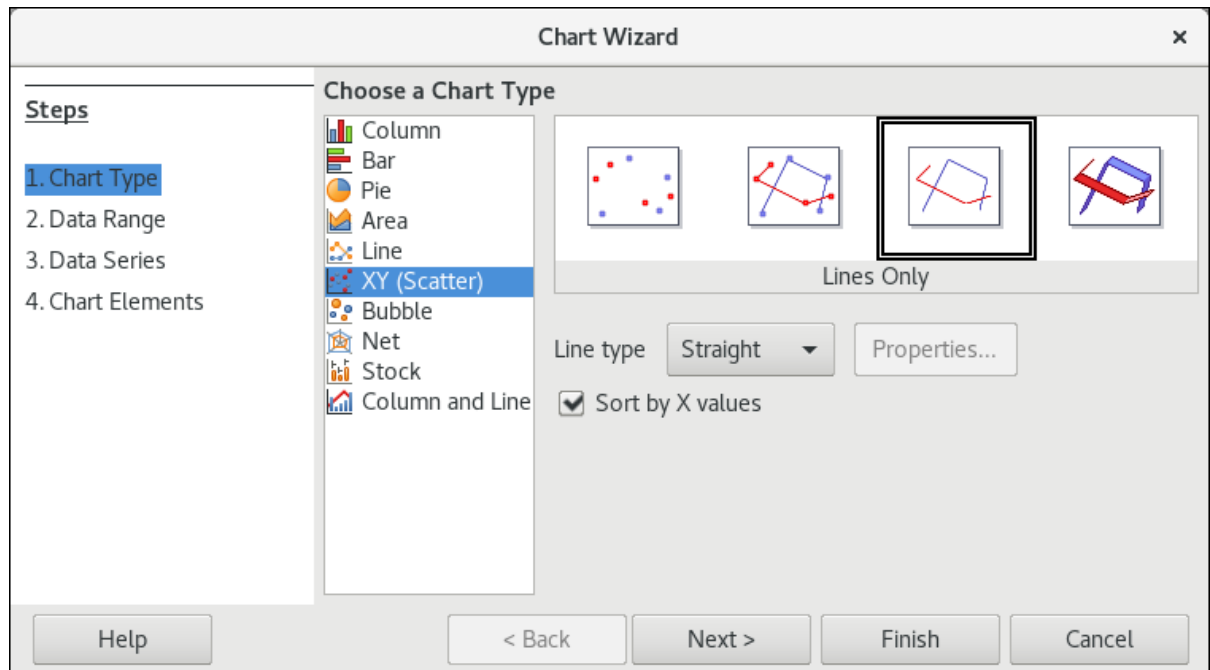 Chart Wizard
×
Steps
1. Chart Type
2. Data Range
3. Data Series
4. Chart Elements
Choose a Chart Type
Column
Bar
Pie
Area
Line
XY (Scatter)
Bubble
Net
Stock
Column and Line
Lines Only
Line type Straight Properties...
Sort by X values
Help < Back Next > Finish Cancel